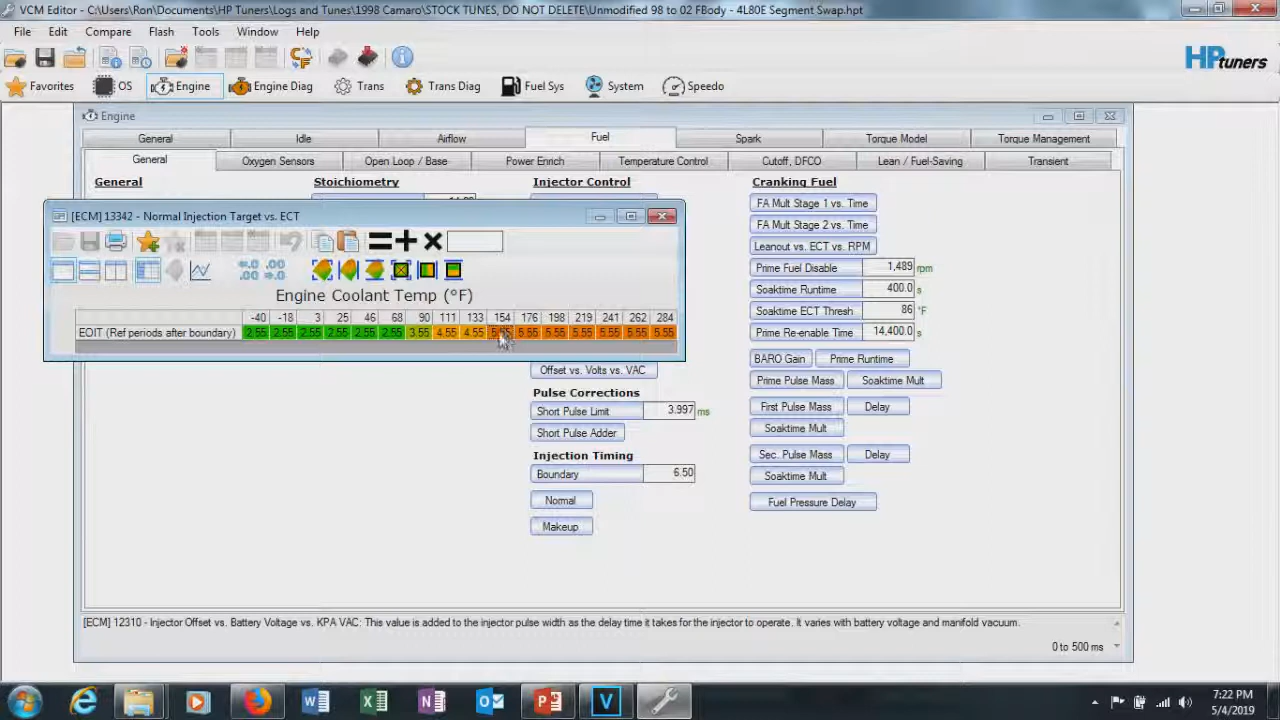 VCM Editor - C:\Users\Ron\Documents\HP Tuners\Logs and Tunes\1998 Camaro\STOCK TUNES, DO NOT DELETE\Unmodified 98 to 02 FBody - 4L80E Segment Swap.hpt
File Edit Compare Flash Tools Window Help
HPtuners
Favorites OS Engine Engine Diag Trans Trans Diag Fuel Sys System Speedo
Engine
General Idle Airflow Fuel Spark Torque Model Torque Management
General Oxygen Sensors Open Loop / Base Power Enrich Temperature Control Cutoff, DFCO Lean / Fuel-Saving Transient
General Stoichiometry Injector Control Cranking Fuel
[ECM] 13342 - Normal Injection Target vs. ECT
Engine Coolant Temp (°F)
-40 -18 3 25 46 68 90 111 133 154 176 198 219 241 262 284
EOIT (Ref periods after boundary) 2.55 2.55 2.55 2.55 2.55 2.55 3.55 4.55 4.55 5.55 5.55 5.55 5.55 5.55 5.55 5.55
Offset vs. Volts vs. VAC
Pulse Corrections
Short Pulse Limit 3.997 ms
Short Pulse Adder
Injection Timing
Boundary 6.50
Normal
Makeup
FA Mult Stage 1 vs. Time
FA Mult Stage 2 vs. Time
Leanout vs. ECT vs. RPM
Prime Fuel Disable 1,489 rpm
Soaktime Runtime 400.0 s
Soaktime ECT Thresh 86 °F
Prime Re-enable Time 14,400.0 s
BARO Gain Prime Runtime
Prime Pulse Mass Soaktime Mult
First Pulse Mass Delay
Soaktime Mult
Sec. Pulse Mass Delay
Soaktime Mult
Fuel Pressure Delay
[ECM] 12310 - Injector Offset vs. Battery Voltage vs. KPA VAC: This value is added to the injector pulse width as the delay time it takes for the injector to operate. It varies with battery voltage and manifold vacuum.
0 to 500 ms
7:22 PM
5/4/2019